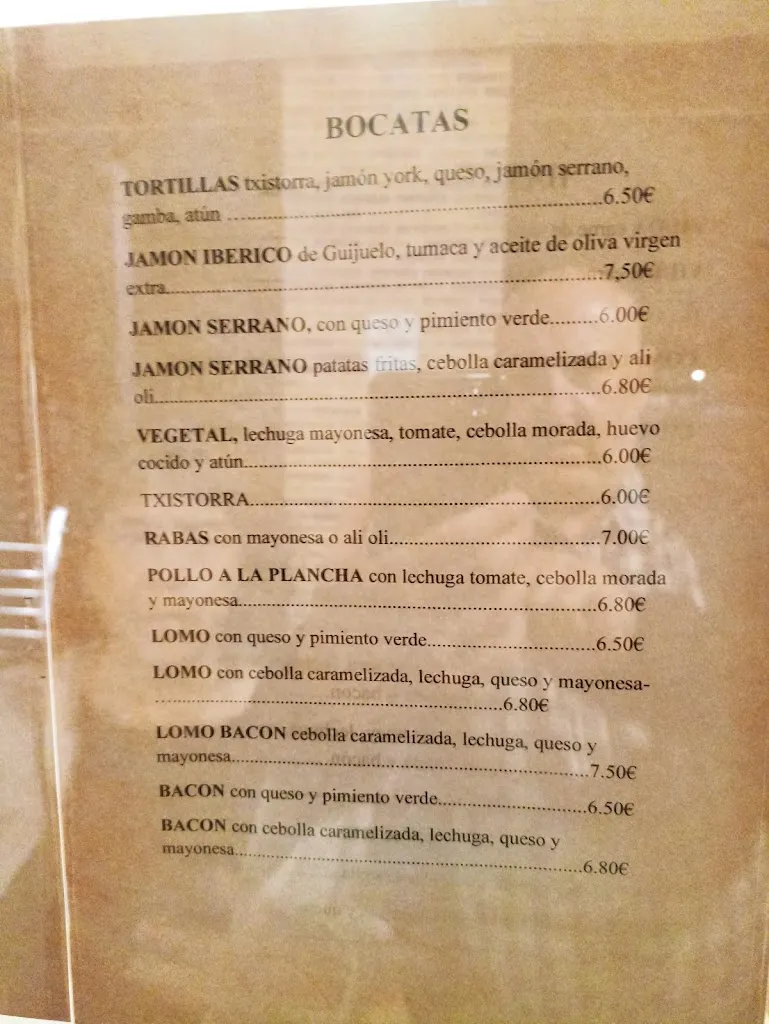 BOCATAS
TORTILLAS txistorra, jamón york, queso, jamón serrano,
gamba, atún ..........................................................................6.50€
JAMON IBERICO de Guijuelo, tumaca y aceite de oliva virgen
extra....................................................................................7,50€
JAMON SERRANO, con queso y pimiento verde.........6.00€
JAMON SERRANO patatas fritas, cebolla caramelizada y ali
oli........................................................................................6.80€
VEGETAL, lechuga mayonesa, tomate, cebolla morada, huevo
cocido y atún.....................................................................6.00€
TXISTORRA.....................................................................6.00€
RABAS con mayonesa o ali oli.........................................7.00€
POLLO A LA PLANCHA con lechuga tomate, cebolla morada
y mayonesa.......................................................................6.80€
LOMO con queso y pimiento verde.................................6.50€
LOMO con cebolla caramelizada, lechuga, queso y mayonesa-
.....................................................................6.80€
LOMO BACON cebolla caramelizada, lechuga, queso y
mayonesa.......................................................................7.50€
BACON con queso y pimiento verde.............................6.50€
BACON con cebolla caramelizada, lechuga, queso y
mayonesa.......................................................................6.80€